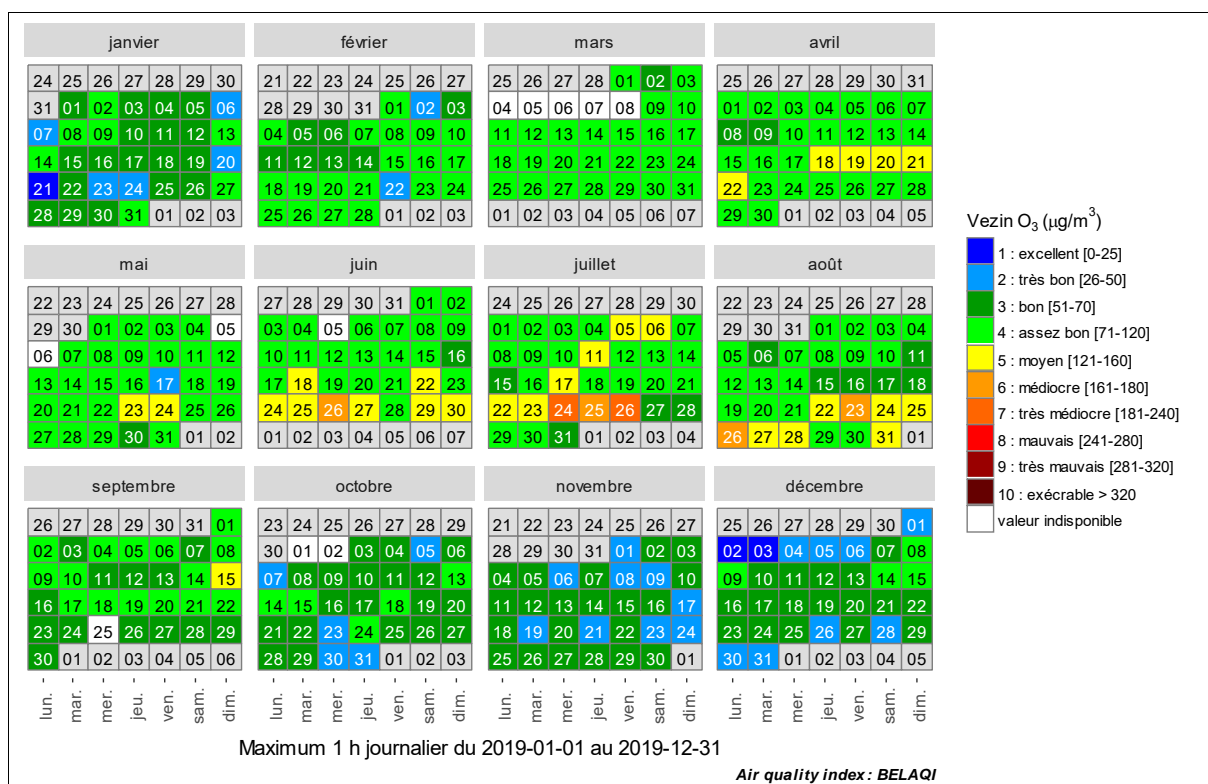 janvier février mars avril
24 25 26 27 28 29 30 21 22 23 24 25 26 27 25 26 27 28 01 02 03 25 26 27 28 29 30 31
31 01 02 03 04 05 06 28 29 30 31 01 02 03 04 05 06 07 08 09 10 01 02 03 04 05 06 07
07 08 09 10 11 12 13 04 05 06 07 08 09 10 11 12 13 14 15 16 17 08 09 10 11 12 13 14
14 15 16 17 18 19 20 11 12 13 14 15 16 17 18 19 20 21 22 23 24 15 16 17 18 19 20 21
21 22 23 24 25 26 27 18 19 20 21 22 23 24 25 26 27 28 29 30 31 22 23 24 25 26 27 28
28 29 30 31 01 02 03 25 26 27 28 01 02 03 01 02 03 04 05 06 07 29 30 01 02 03 04 05
mai juin juillet août
22 23 24 25 26 27 28 27 28 29 30 31 01 02 24 25 26 27 28 29 30 22 23 24 25 26 27 28
29 30 01 02 03 04 05 03 04 05 06 07 08 09 01 02 03 04 05 06 07 29 30 31 01 02 03 04
06 07 08 09 10 11 12 10 11 12 13 14 15 16 08 09 10 11 12 13 14 05 06 07 08 09 10 11
13 14 15 16 17 18 19 17 18 19 20 21 22 23 15 16 17 18 19 20 21 12 13 14 15 16 17 18
20 21 22 23 24 25 26 24 25 26 27 28 29 30 22 23 24 25 26 27 28 19 20 21 22 23 24 25
27 28 29 30 31 01 02 01 02 03 04 05 06 07 29 30 31 01 02 03 04 26 27 28 29 30 31 01
septembre octobre novembre décembre
26 27 28 29 30 31 01 23 24 25 26 27 28 29 21 22 23 24 25 26 27 25 26 27 28 29 30 01
02 03 04 05 06 07 08 30 01 02 03 04 05 06 28 29 30 31 01 02 03 02 03 04 05 06 07 08
09 10 11 12 13 14 15 07 08 09 10 11 12 13 04 05 06 07 08 09 10 09 10 11 12 13 14 15
16 17 18 19 20 21 22 14 15 16 17 18 19 20 11 12 13 14 15 16 17 16 17 18 19 20 21 22
23 24 25 26 27 28 29 21 22 23 24 25 26 27 18 19 20 21 22 23 24 23 24 25 26 27 28 29
30 01 02 03 04 05 06 28 29 30 31 01 02 03 25 26 27 28 29 30 01 30 31 01 02 03 04 05
lun. mar. mer. jeu. ven. sam. dim. lun. mar. mer. jeu. ven. sam. dim. lun. mar. mer. jeu. ven. sam. dim. lun. mar. mer. jeu. ven. sam. dim.
Maximum 1 h journalier du 2019-01-01 au 2019-12-31
Air quality index : BELAQI
Vezin O₃ (µg/m³)
1 : excellent [0-25]
2 : très bon [26-50]
3 : bon [51-70]
4 : assez bon [71-120]
5 : moyen [121-160]
6 : médiocre [161-180]
7 : très médiocre [181-240]
8 : mauvais [241-280]
9 : très mauvais [281-320]
10 : exécrable > 320
valeur indisponible